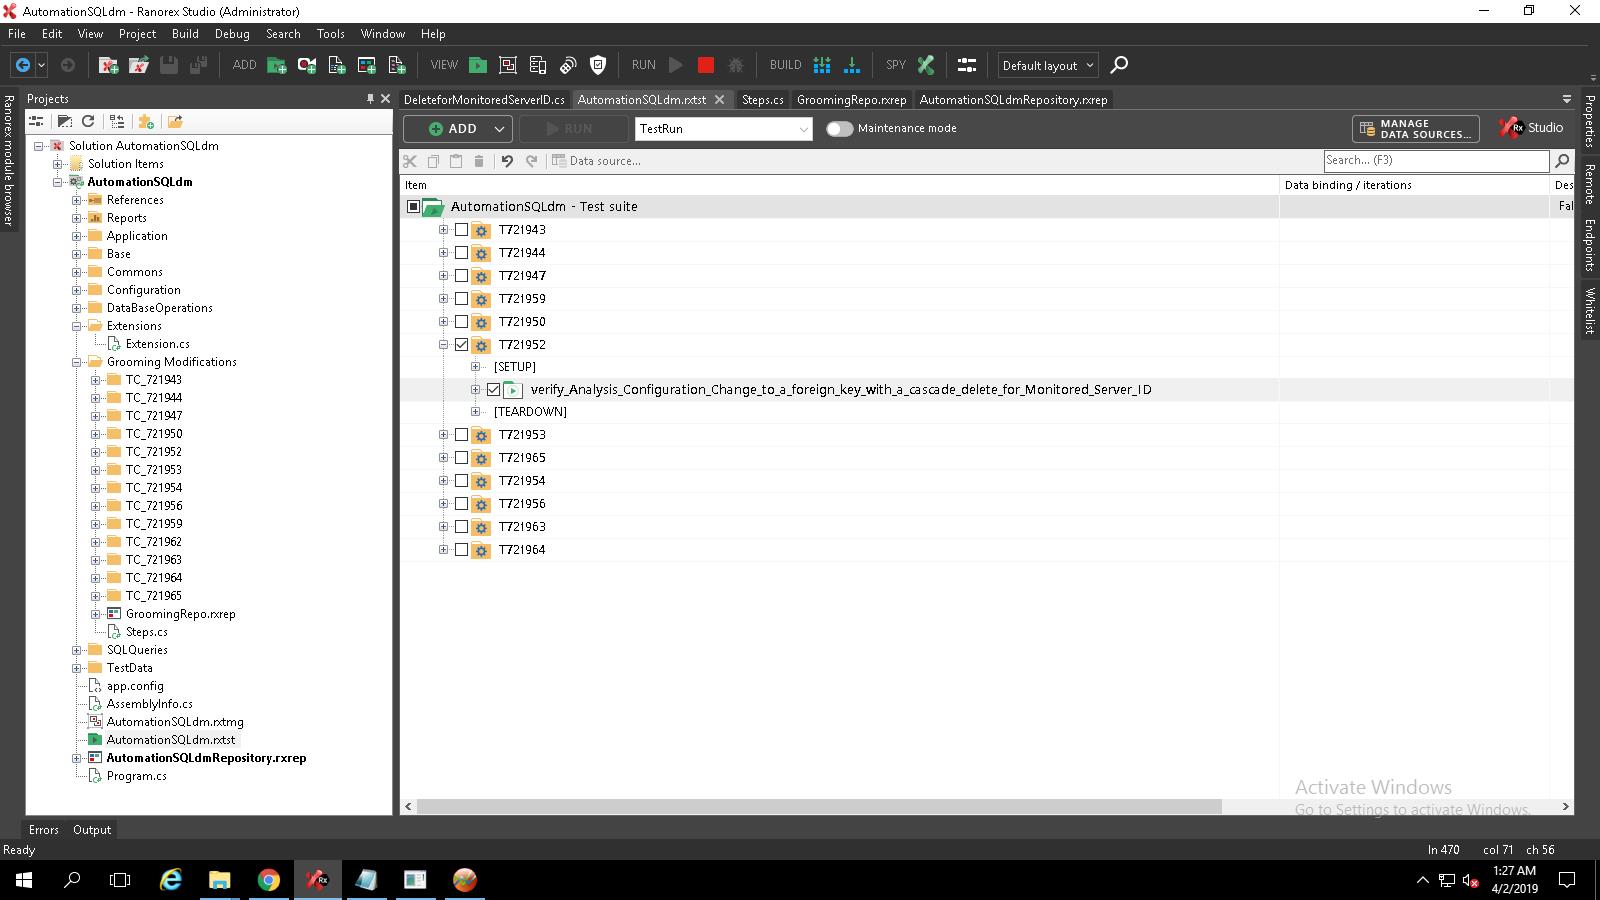 AutomationSQLdm - Ranorex Studio (Administrator)
File Edit View Project Build Debug Search Tools Window Help
ADD VIEW RUN BUILD SPY Default layout
Ranorex module browser
Projects
Solution AutomationSQLdm
Solution Items
AutomationSQLdm
References
Reports
Application
Base
Commons
Configuration
DataBaseOperations
Extensions
Extension.cs
Grooming Modifications
TC_721943
TC_721944
TC_721947
TC_721950
TC_721952
TC_721953
TC_721954
TC_721956
TC_721959
TC_721962
TC_721963
TC_721964
TC_721965
GroomingRepo.rxrep
Steps.cs
SQLQueries
TestData
app.config
AssemblyInfo.cs
AutomationSQLdm.rxtmg
AutomationSQLdm.rxtst
AutomationSQLdmRepository.rxrep
Program.cs
DeleteforMonitoredServerID.cs AutomationSQLdm.rxtst Steps.cs GroomingRepo.rxrep AutomationSQLdmRepository.rxrep
ADD RUN TestRun Maintenance mode MANAGE
DATA SOURCES... Rx Studio
Data source... Search... (F3)
Item Data binding / iterations Des
AutomationSQLdm - Test suite Fal
T721943
T721944
T721947
T721959
T721950
T721952
[SETUP]
verify_Analysis_Configuration_Change_to_a_foreign_key_with_a_cascade_delete_for_Monitored_Server_ID
[TEARDOWN]
T721953
T721965
T721954
T721956
T721963
T721964
Properties
Remote
Endpoints
Whitelist
Activate Windows
Go to Settings to activate Windows.
Errors Output
Ready ln 470 col 71 ch 56
Rx
1:27 AM
4/2/2019